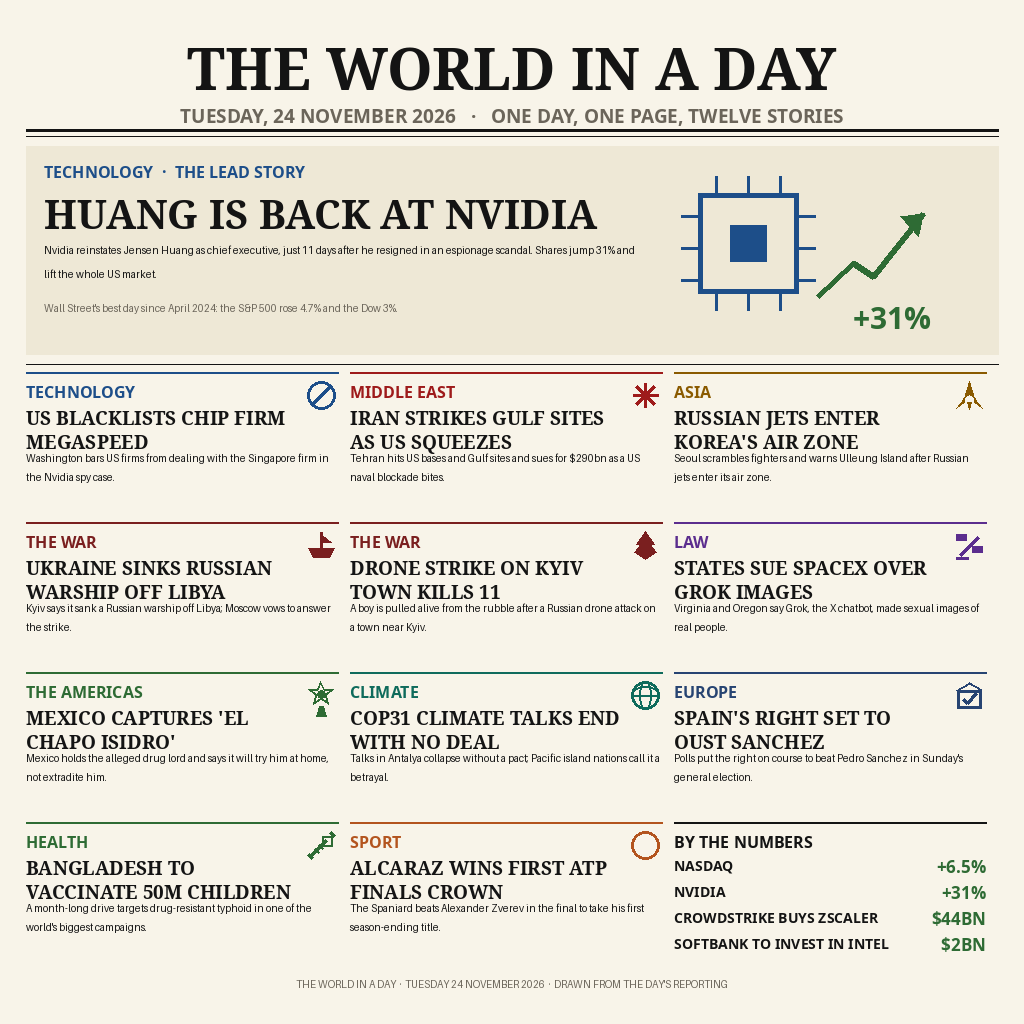 THE WORLD IN A DAY
TUESDAY, 24 NOVEMBER 2026 · ONE DAY, ONE PAGE, TWELVE STORIES
TECHNOLOGY · THE LEAD STORY
HUANG IS BACK AT NVIDIA
Nvidia reinstates Jensen Huang as chief executive, just 11 days after he resigned in an espionage scandal. Shares jump 31% and
lift the whole US market.
Wall Street's best day since April 2024: the S&P 500 rose 4.7% and the Dow 3%.
+31%
TECHNOLOGY
US BLACKLISTS CHIP FIRM
MEGASPEED
Washington bars US firms from dealing with the Singapore firm in
the Nvidia spy case.
MIDDLE EAST
IRAN STRIKES GULF SITES
AS US SQUEEZES
Tehran hits US bases and Gulf sites and sues for $290bn as a US
naval blockade bites.
ASIA
RUSSIAN JETS ENTER
KOREA'S AIR ZONE
Seoul scrambles fighters and warns Ulleung Island after Russian
jets enter its air zone.
THE WAR
UKRAINE SINKS RUSSIAN
WARSHIP OFF LIBYA
Kyiv says it sank a Russian warship off Libya; Moscow vows to answer
the strike.
THE WAR
DRONE STRIKE ON KYIV
TOWN KILLS 11
A boy is pulled alive from the rubble after a Russian drone attack on
a town near Kyiv.
LAW
STATES SUE SPACEX OVER
GROK IMAGES
Virginia and Oregon say Grok, the X chatbot, made sexual images of
real people.
THE AMERICAS
MEXICO CAPTURES 'EL
CHAPO ISIDRO'
Mexico holds the alleged drug lord and says it will try him at home,
not extradite him.
CLIMATE
COP31 CLIMATE TALKS END
WITH NO DEAL
Talks in Antalya collapse without a pact; Pacific island nations call it a
betrayal.
EUROPE
SPAIN'S RIGHT SET TO
OUST SANCHEZ
Polls put the right on course to beat Pedro Sanchez in Sunday's
general election.
HEALTH
BANGLADESH TO
VACCINATE 50M CHILDREN
A month-long drive targets drug-resistant typhoid in one of the
world's biggest campaigns.
SPORT
ALCARAZ WINS FIRST ATP
FINALS CROWN
The Spaniard beats Alexander Zverev in the final to take his first
season-ending title.
BY THE NUMBERS
NASDAQ +6.5%
NVIDIA +31%
CROWDSTRIKE BUYS ZSCALER $44BN
SOFTBANK TO INVEST IN INTEL $2BN
THE WORLD IN A DAY · TUESDAY 24 NOVEMBER 2026 · DRAWN FROM THE DAY'S REPORTING